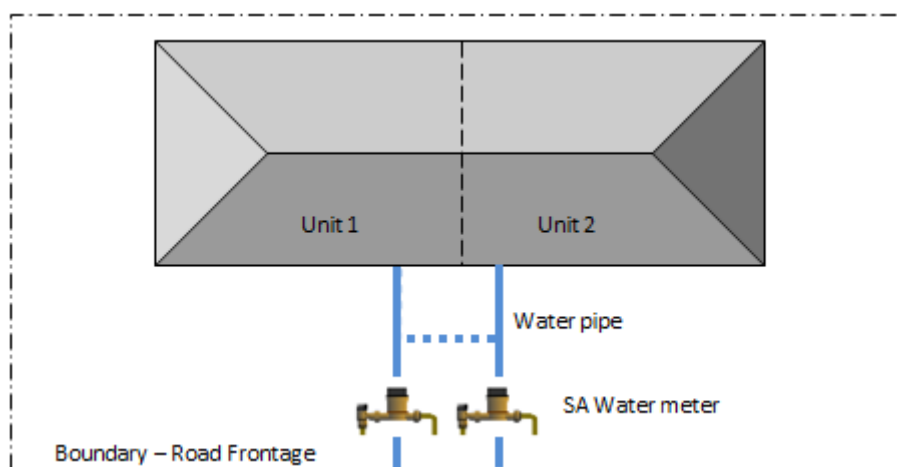 Unit 1
Unit 2
Water pipe
SA Water meter
Boundary – Road Frontage